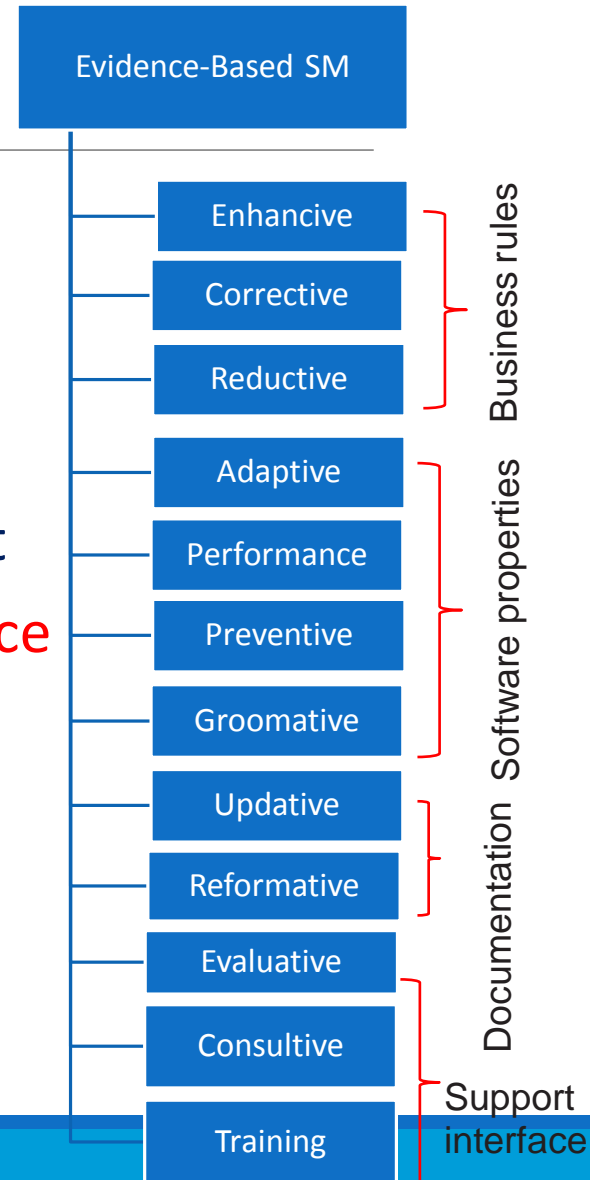 Evidence-Based SM
Enhancive
Corrective
Reductive
Business rules
Adaptive
Performance
Preventive
Groomative
Software properties
Updative
Reformative
Documentation
Evaluative
Consultive
Training
Support
interface